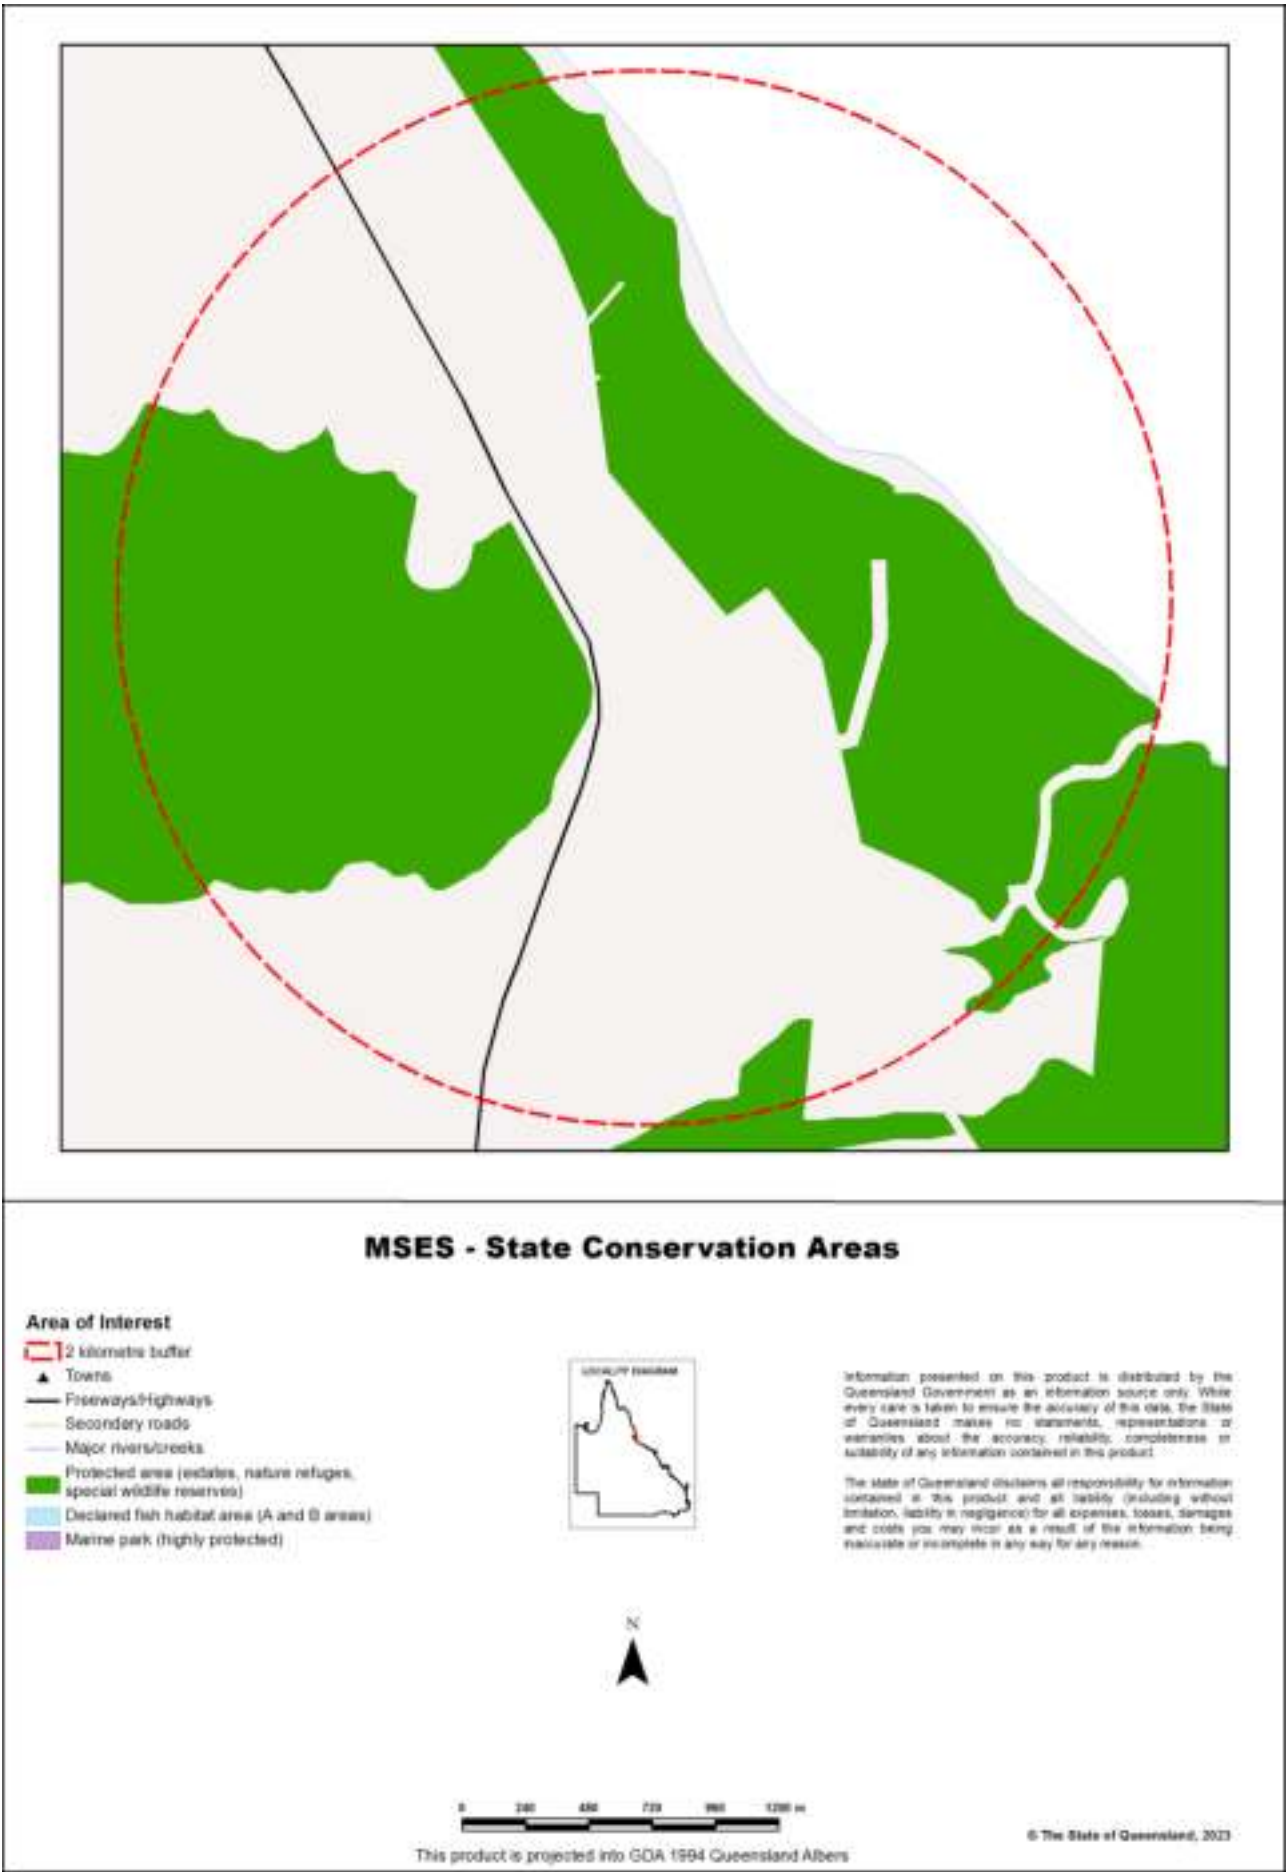 MSES - State Conservation Areas
Area of Interest
2 kilometre buffer
Towns
Freeways/Highways
Secondary roads
Major rivers/creeks
Protected area (estates, nature refuges,
special wildlife reserves)
Declared fish habitat area (A and B areas)
Marine park (highly protected)
LOCALITY DIAGRAM
Information presented on this product is distributed by the
Queensland Government as an information source only. While
every care is taken to ensure the accuracy of this data, the State
of Queensland makes no statements, representations or
warranties about the accuracy, reliability, completeness or
suitability of any information contained in this product.
The state of Queensland disclaims all responsibility for information
contained in this product and all liability (including without
limitation, liability in negligence) for all expenses, losses, damages
and costs you may incur as a result of the information being
inaccurate or incomplete in any way for any reason.
N
0 240 480 720 960 1200 m
This product is projected into GDA 1994 Queensland Albers
© The State of Queensland, 2023